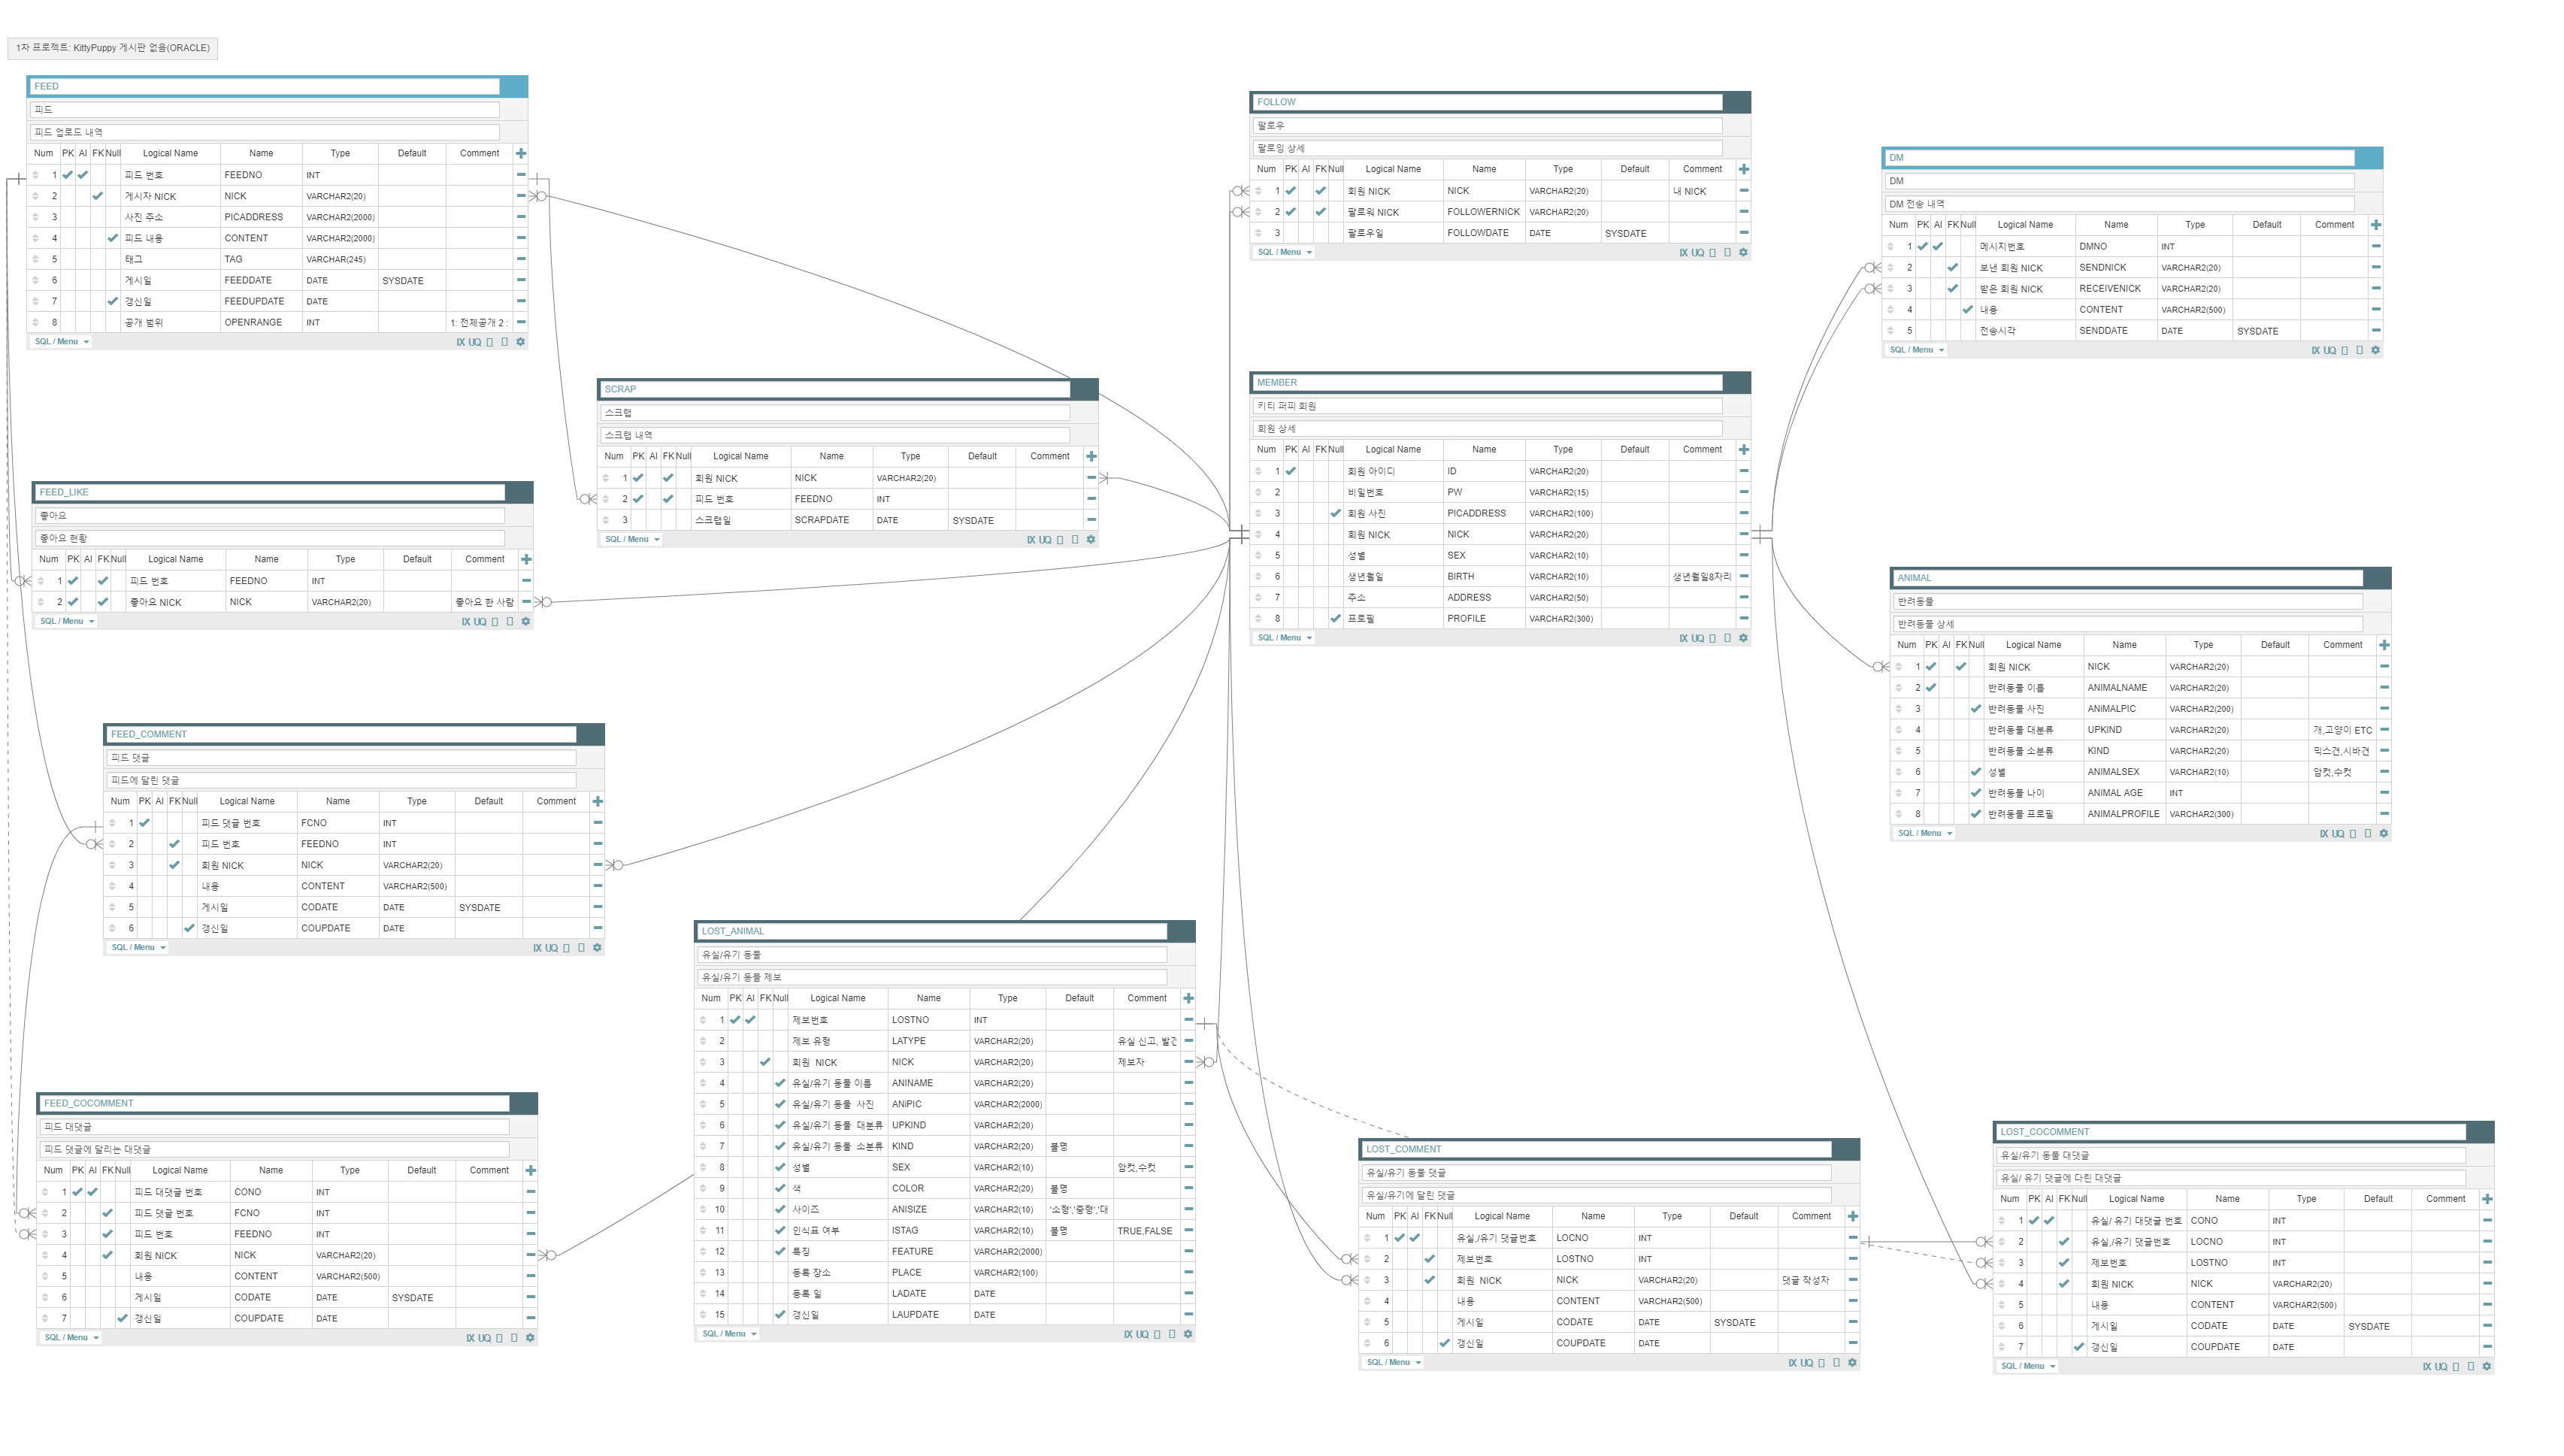 1차 프로젝트: KittyPuppy 게시판 없음(ORACLE)
FEED
피드
피드 업로드 내역
Num PK AI FK Null Logical Name Name Type Default Comment
1 피드 번호 FEEDNO INT
2 게시자 NICK NICK VARCHAR2(20)
3 사진 주소 PICADDRESS VARCHAR2(2000)
4 피드 내용 CONTENT VARCHAR2(2000)
5 태그 TAG VARCHAR(245)
6 게시일 FEEDDATE DATE SYSDATE
7 갱신일 FEEDUPDATE DATE
8 공개 범위 OPENRANGE INT 1: 전체공개 2 :
SQL / Menu IX UQ
FOLLOW
팔로우
팔로잉 상세
Num PK AI FK Null Logical Name Name Type Default Comment
1 회원 NICK NICK VARCHAR2(20) 내 NICK
2 팔로워 NICK FOLLOWERNICK VARCHAR2(20)
3 팔로우일 FOLLOWDATE DATE SYSDATE
SQL / Menu IX UQ
DM
DM
DM 전송 내역
Num PK AI FK Null Logical Name Name Type Default Comment
1 메시지번호 DMNO INT
2 보낸 회원 NICK SENDNICK VARCHAR2(20)
3 받은 회원 NICK RECEIVENICK VARCHAR2(20)
4 내용 CONTENT VARCHAR2(500)
5 전송시각 SENDDATE DATE SYSDATE
SQL / Menu IX UQ
SCRAP
스크랩
스크랩 내역
Num PK AI FK Null Logical Name Name Type Default Comment
1 회원 NICK NICK VARCHAR2(20)
2 피드 번호 FEEDNO INT
3 스크랩일 SCRAPDATE DATE SYSDATE
SQL / Menu IX UQ
MEMBER
키티 퍼피 회원
회원 상세
Num PK AI FK Null Logical Name Name Type Default Comment
1 회원 아이디 ID VARCHAR2(20)
2 비밀번호 PW VARCHAR2(15)
3 회원 사진 PICADDRESS VARCHAR2(100)
4 회원 NICK NICK VARCHAR2(20)
5 성별 SEX VARCHAR2(10)
6 생년월일 BIRTH VARCHAR2(10) 생년월일8자리
7 주소 ADDRESS VARCHAR2(50)
8 프로필 PROFILE VARCHAR2(300)
SQL / Menu IX UQ
FEED_LIKE
좋아요
좋아요 현황
Num PK AI FK Null Logical Name Name Type Default Comment
1 피드 번호 FEEDNO INT
2 좋아요 NICK NICK VARCHAR2(20) 좋아요 한 사람
SQL / Menu IX UQ
ANIMAL
반려동물
반려동물 상세
Num PK AI FK Null Logical Name Name Type Default Comment
1 회원 NICK NICK VARCHAR2(20)
2 반려동물 이름 ANIMALNAME VARCHAR2(20)
3 반려동물 사진 ANiMALPIC VARCHAR2(200)
4 반려동물 대분류 UPKIND VARCHAR2(20) 개,고양이 ETC
5 반려동물 소분류 KIND VARCHAR2(20) 믹스견,시바견
6 성별 ANIMALSEX VARCHAR2(10) 암컷,수컷
7 반려동물 나이 ANIMAL AGE INT
8 반려동물 프로필 ANIMALPROFILE VARCHAR2(300)
SQL / Menu IX UQ
FEED_COMMENT
피드 댓글
피드에 달린 댓글
Num PK AI FK Null Logical Name Name Type Default Comment
1 피드 댓글 번호 FCNO INT
2 피드 번호 FEEDNO INT
3 회원 NICK NICK VARCHAR2(20)
4 내용 CONTENT VARCHAR2(500)
5 게시일 CODATE DATE SYSDATE
6 갱신일 COUPDATE DATE
SQL / Menu IX UQ
LOST_ANIMAL
유실/유기 동물
유실/유기 동물 제보
Num PK AI FK Null Logical Name Name Type Default Comment
1 제보번호 LOSTNO INT
2 제보 유형 LATYPE VARCHAR2(20) 유실 신고, 발견
3 회원 NICK NICK VARCHAR2(20) 제보자
4 유실/유기 동물 이름 ANINAME VARCHAR2(20)
5 유실/유기 동물 사진 ANiPIC VARCHAR2(2000)
6 유실/유기 동물 대분류 UPKIND VARCHAR2(20)
7 유실/유기 동물 소분류 KIND VARCHAR2(20) 불명
8 성별 SEX VARCHAR2(10) 암컷,수컷
9 색 COLOR VARCHAR2(20) 불명
10 사이즈 ANISIZE VARCHAR2(10) '소형','중형','대
11 인식표 여부 ISTAG VARCHAR2(10) 불명 TRUE,FALSE
12 특징 FEATURE VARCHAR2(2000)
13 등록 장소 PLACE VARCHAR2(100)
14 등록 일 LADATE DATE
15 갱신일 LAUPDATE DATE
SQL / Menu IX UQ
FEED_COCOMMENT
피드 대댓글
피드 댓글에 달리는 대댓글
Num PK AI FK Null Logical Name Name Type Default Comment
1 피드 대댓글 번호 CONO INT
2 피드 댓글 번호 FCNO INT
3 피드 번호 FEEDNO INT
4 회원 NICK NICK VARCHAR2(20)
5 내용 CONTENT VARCHAR2(500)
6 게시일 CODATE DATE SYSDATE
7 갱신일 COUPDATE DATE
SQL / Menu IX UQ
LOST_COMMENT
유실/유기 동물 댓글
유실/유기에 달린 댓글
Num PK AI FK Null Logical Name Name Type Default Comment
1 유실,/유기 댓글번호 LOCNO INT
2 제보번호 LOSTNO INT
3 회원 NICK NICK VARCHAR2(20) 댓글 작성자
4 내용 CONTENT VARCHAR2(500)
5 게시일 CODATE DATE SYSDATE
6 갱신일 COUPDATE DATE
SQL / Menu IX UQ
LOST_COCOMMENT
유실/유기 동물 대댓글
유실/ 유기 댓글에 다린 대댓글
Num PK AI FK Null Logical Name Name Type Default Comment
1 유실/ 유기 대댓글 번호 CONO INT
2 유실,/유기 댓글번호 LOCNO INT
3 제보번호 LOSTNO INT
4 회원 NICK NICK VARCHAR2(20)
5 내용 CONTENT VARCHAR2(500)
6 게시일 CODATE DATE SYSDATE
7 갱신일 COUPDATE DATE
SQL / Menu IX UQ